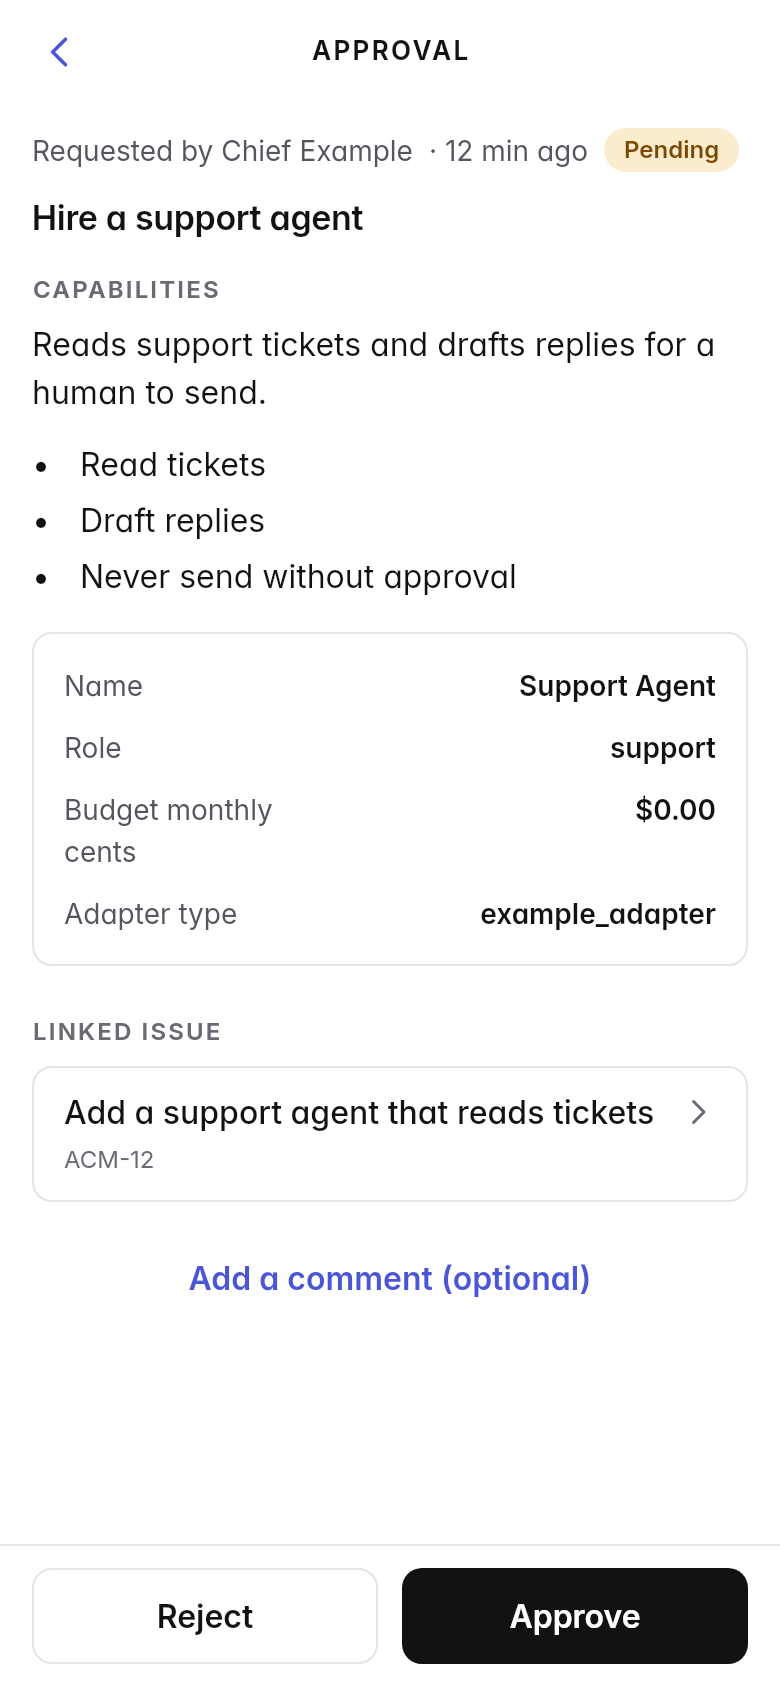 APPROVAL
Requested by Chief Example · 12 min ago Pending
Hire a support agent
CAPABILITIES
Reads support tickets and drafts replies for a
human to send.
• Read tickets
• Draft replies
• Never send without approval
Name Support Agent
Role support
Budget monthly $0.00
cents
Adapter type example_adapter
LINKED ISSUE
Add a support agent that reads tickets
ACM-12
Add a comment (optional)
Reject Approve